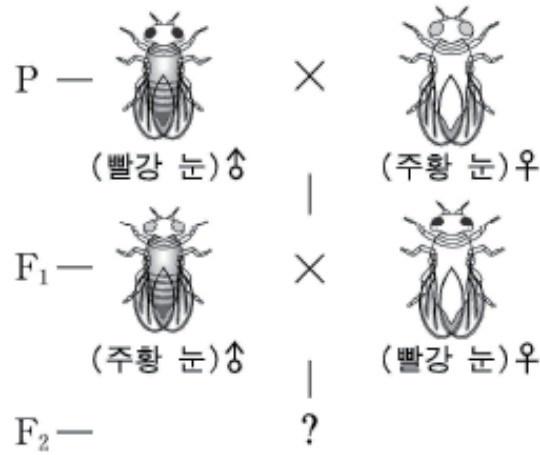 P — ×
(빨강 눈)♂ (주황 눈)♀
F₁— ×
(주황 눈)♂ (빨강 눈)♀
F₂— ?